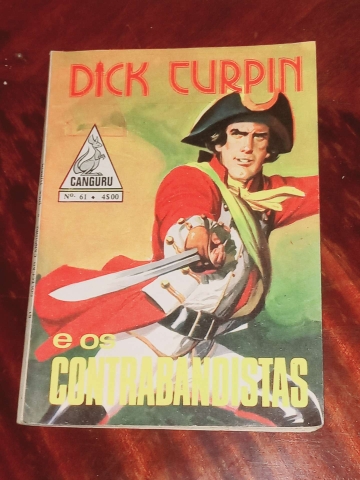 DICK TURPIN
CANGURU
Nº 61 • 4$00
e os
CONTRABANDISTAS